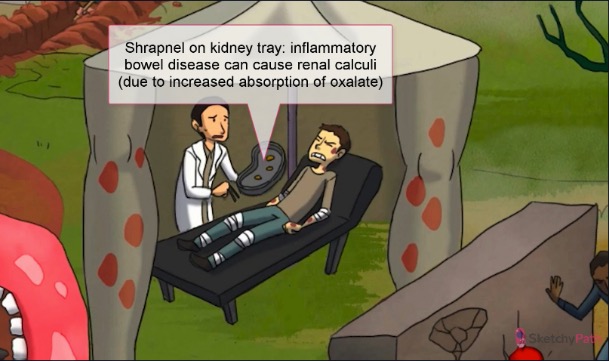 Shrapnel on kidney tray: inflammatory
bowel disease can cause renal calculi
(due to increased absorption of oxalate)
SketchyPath